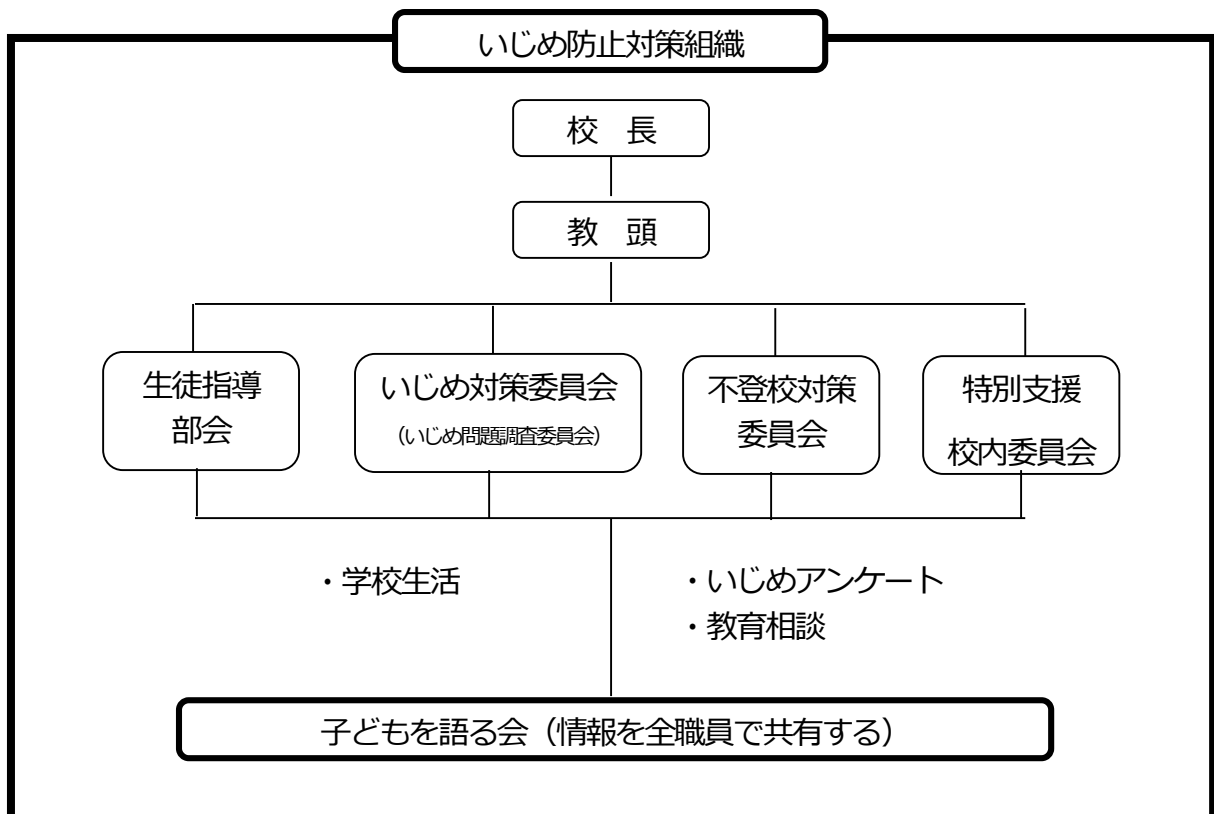 いじめ防止対策組織
校　長
教　頭
生徒指導
部会
いじめ対策委員会
（いじめ問題調査委員会）
不登校対策
委員会
特別支援
校内委員会
・学校生活
・いじめアンケート
・教育相談
子どもを語る会（情報を全職員で共有する）